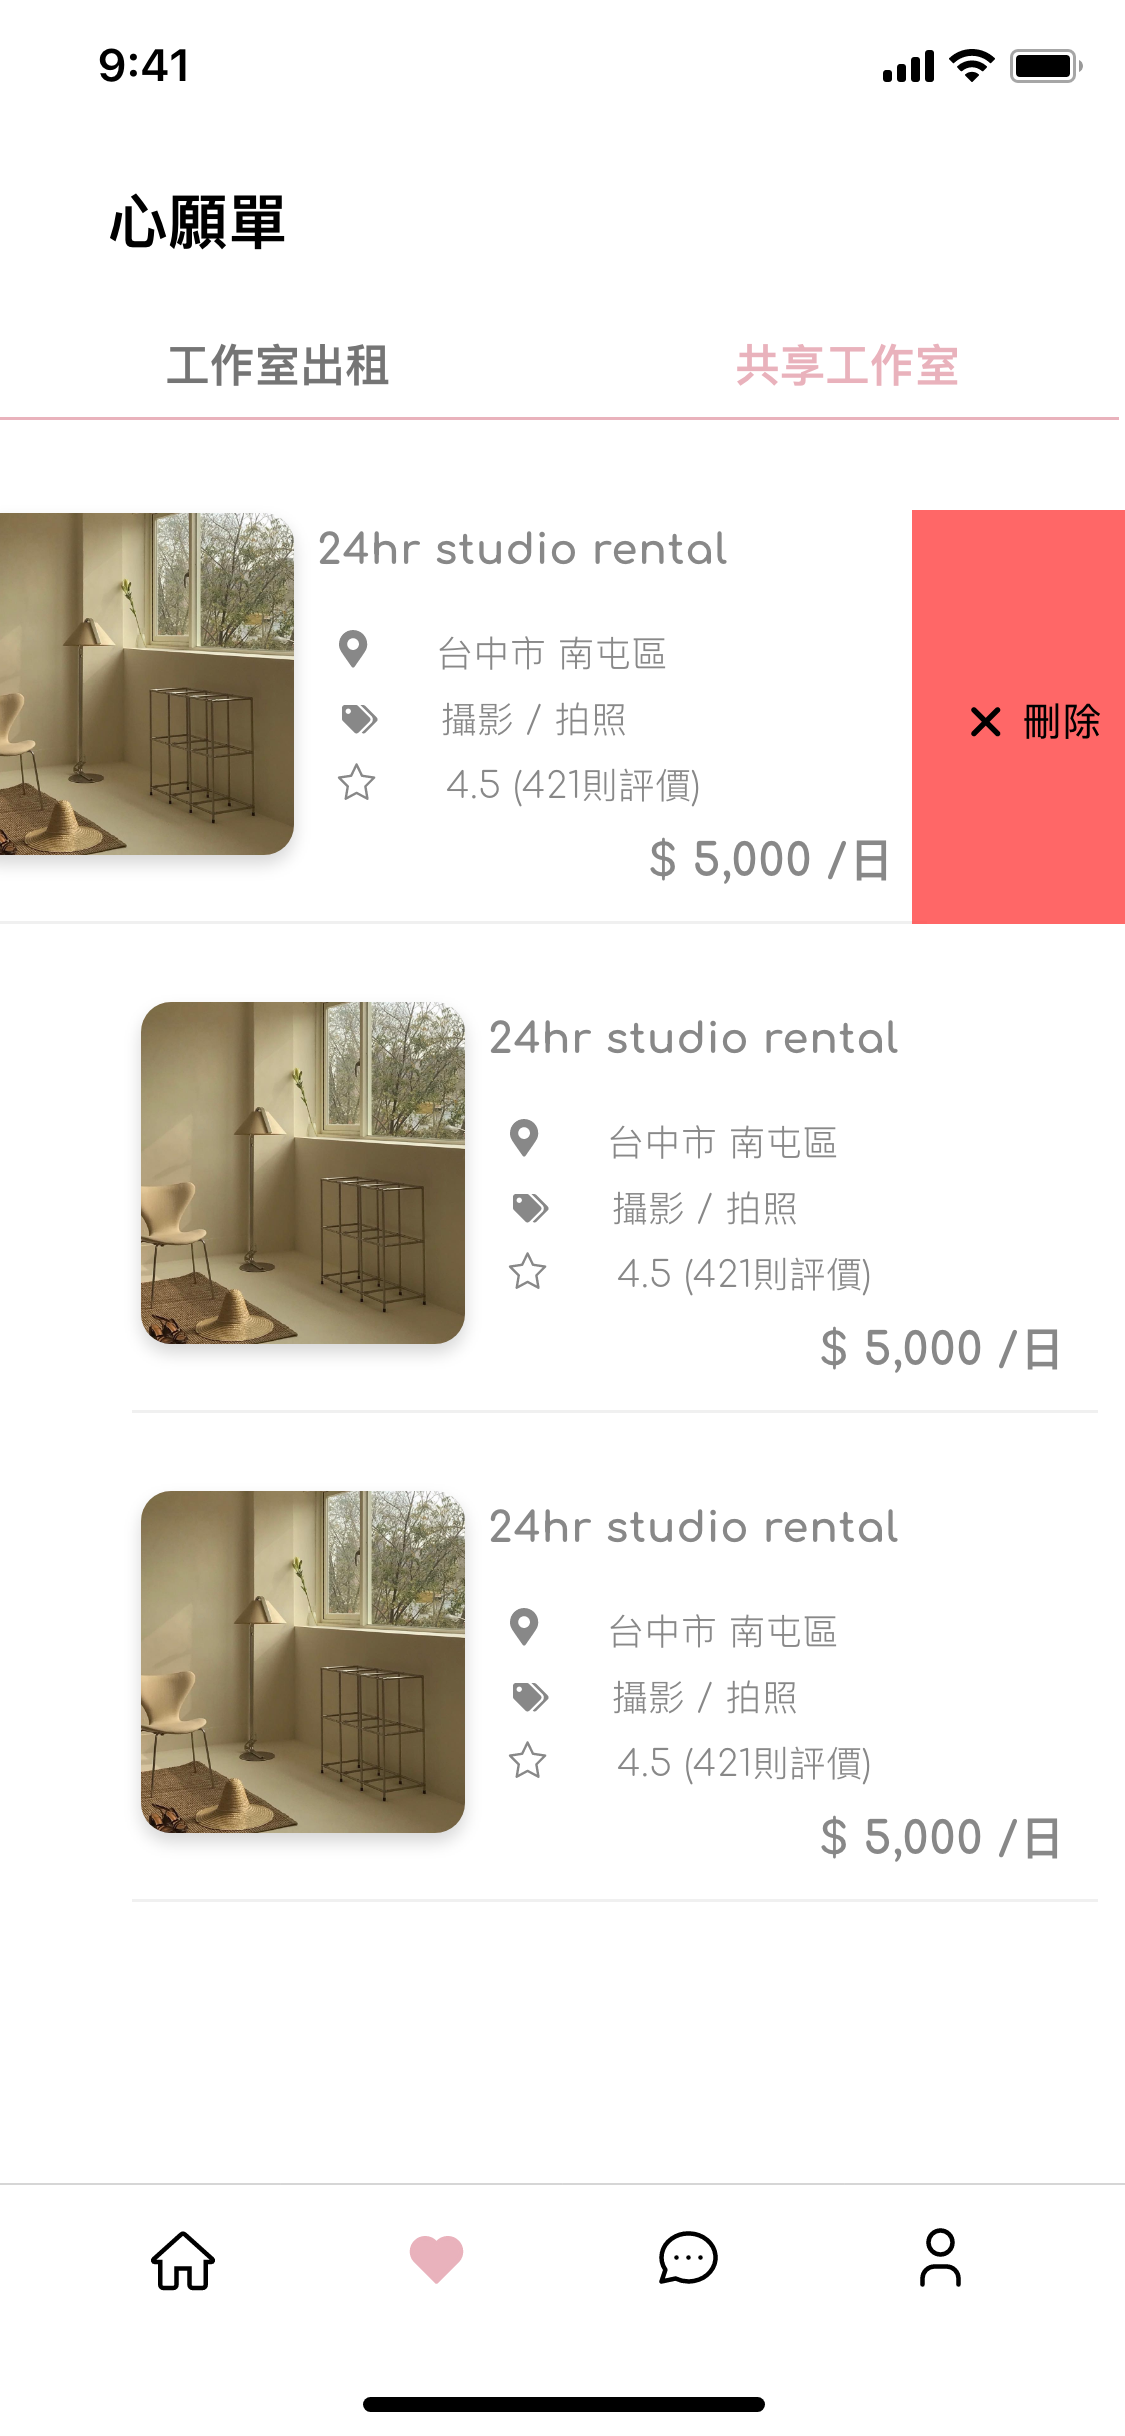 9:41
心願單
工作室出租
共享工作室
24hr studio rental
台中市 南屯區
攝影 / 拍照
4.5 (421則評價)
$ 5,000 /日
刪除
24hr studio rental
台中市 南屯區
攝影 / 拍照
4.5 (421則評價)
$ 5,000 /日
24hr studio rental
台中市 南屯區
攝影 / 拍照
4.5 (421則評價)
$ 5,000 /日